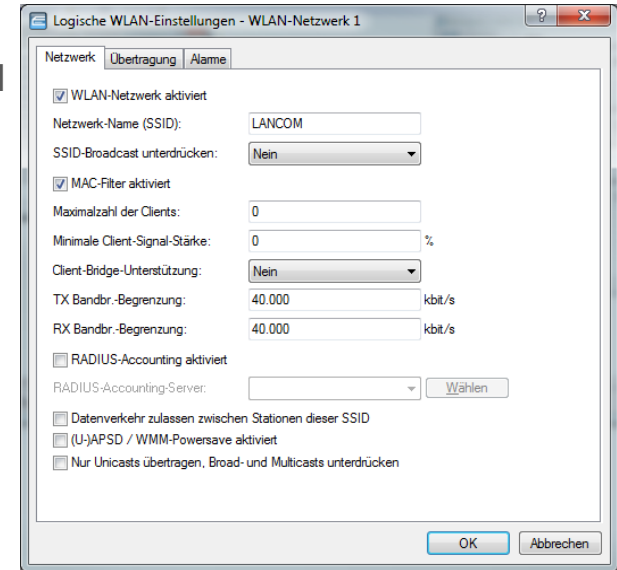 Logische WLAN-Einstellungen - WLAN-Netzwerk 1
Netzwerk Übertragung Alarme
WLAN-Netzwerk aktiviert
Netzwerk-Name (SSID): LANCOM
SSID-Broadcast unterdrücken: Nein
MAC-Filter aktiviert
Maximalzahl der Clients: 0
Minimale Client-Signal-Stärke: 0 %
Client-Bridge-Unterstützung: Nein
TX Bandbr.-Begrenzung: 40.000 kbit/s
RX Bandbr.-Begrenzung: 40.000 kbit/s
RADIUS-Accounting aktiviert
RADIUS-Accounting-Server: Wählen
Datenverkehr zulassen zwischen Stationen dieser SSID
(U-)APSD / WMM-Powersave aktiviert
Nur Unicasts übertragen, Broad- und Multicasts unterdrücken
OK Abbrechen